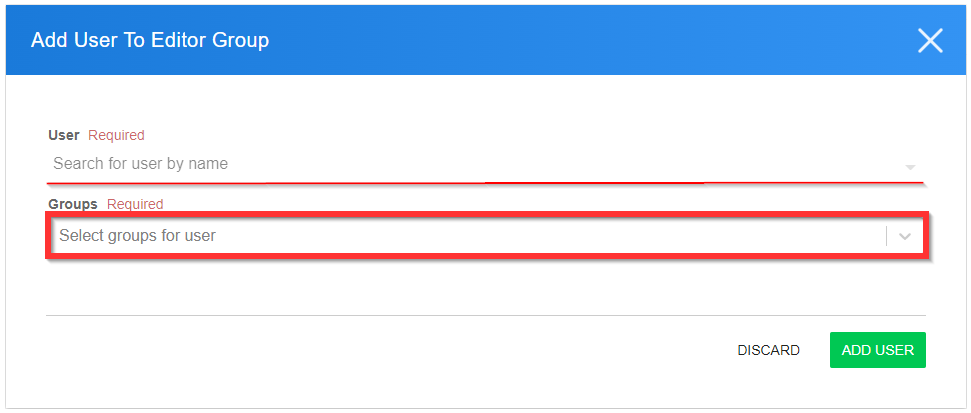 Add User To Editor Group
User Required
Search for user by name
Groups Required
Select groups for user
DISCARD ADD USER